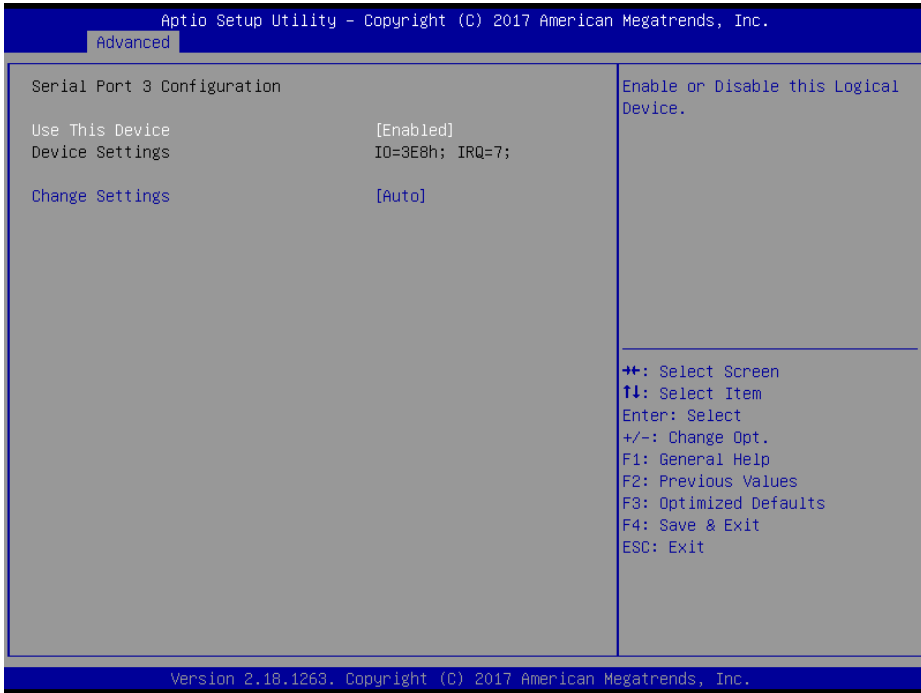 Aptio Setup Utility – Copyright (C) 2017 American Megatrends, Inc.
Advanced
Serial Port 3 Configuration
Use This Device [Enabled]
Device Settings IO=3E8h; IRQ=7;
Change Settings [Auto]
Enable or Disable this Logical
Device.
→←: Select Screen
↑↓: Select Item
Enter: Select
+/-: Change Opt.
F1: General Help
F2: Previous Values
F3: Optimized Defaults
F4: Save & Exit
ESC: Exit
Version 2.18.1263. Copyright (C) 2017 American Megatrends, Inc.